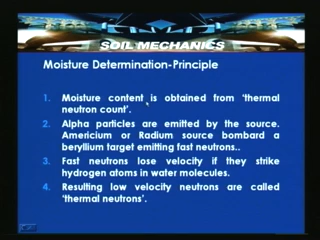 SOIL MECHANICS
Moisture Determination-Principle
1. Moisture content is obtained from ‘thermal
neutron count’.
2. Alpha particles are emitted by the source.
Americium or Radium source bombard a
beryllium target emitting fast neutrons..
3. Fast neutrons lose velocity if they strike
hydrogen atoms in water molecules.
4. Resulting low velocity neutrons are called
‘thermal neutrons’.